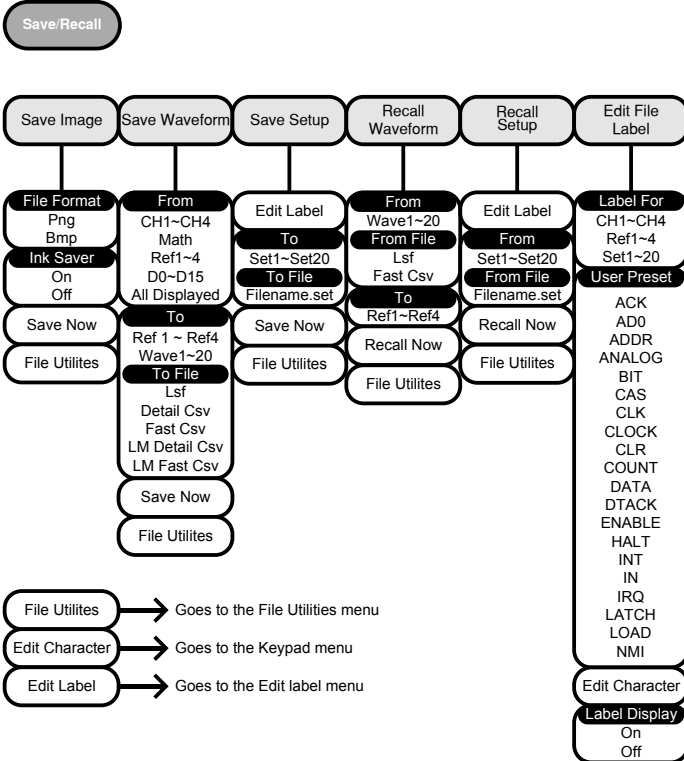 Save/Recall
Save Image
File Format
Png
Bmp
Ink Saver
On
Off
Save Now
File Utilites
Save Waveform
From
CH1~CH4
Math
Ref1~4
D0~D15
All Displayed
To
Ref 1 ~ Ref4
Wave1~20
To File
Lsf
Detail Csv
Fast Csv
LM Detail Csv
LM Fast Csv
Save Now
File Utilites
Save Setup
Edit Label
To
Set1~Set20
To File
Filename.set
Save Now
File Utilites
Recall
Waveform
From
Wave1~20
From File
Lsf
Fast Csv
To
Ref1~Ref4
Recall Now
File Utilites
Recall
Setup
Edit Label
From
Set1~Set20
From File
Filename.set
Recall Now
File Utilites
Edit File
Label
Label For
CH1~CH4
Ref1~4
Set1~20
User Preset
ACK
AD0
ADDR
ANALOG
BIT
CAS
CLK
CLOCK
CLR
COUNT
DATA
DTACK
ENABLE
HALT
INT
IN
IRQ
LATCH
LOAD
NMI
Edit Character
Label Display
On
Off
File Utilites
Goes to the File Utilities menu
Edit Character
Goes to the Keypad menu
Edit Label
Goes to the Edit label menu